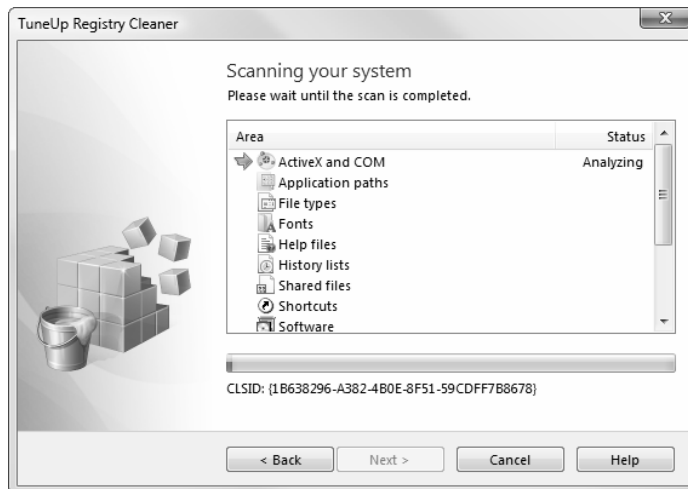 TuneUp Registry Cleaner
Scanning your system
Please wait until the scan is completed.
Area Status
ActiveX and COM Analyzing
Application paths
File types
Fonts
Help files
History lists
Shared files
Shortcuts
Software
CLSID: {1B638296-A382-4B0E-8F51-59CDFF7B8678}
< Back Next > Cancel Help